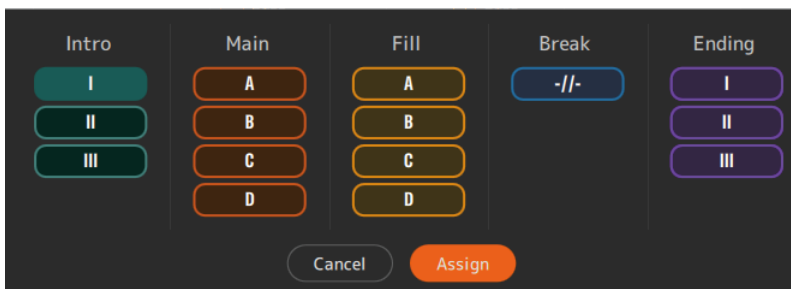 Intro Main Fill Break Ending
I A A -//- I
II B B II
III C C III
D D
Cancel Assign